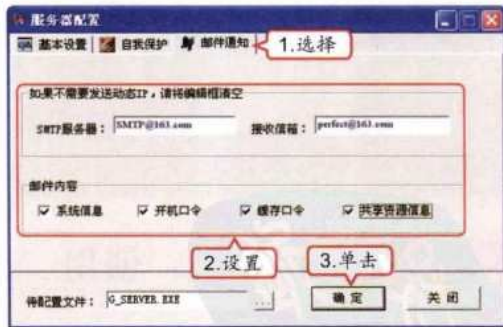 服务器配置
基本设置 自我保护 邮件通知
1.选择
如果不需要发送动态IP，请将编辑框清空
SMTP服务器： SMTP@163.com 接收信箱： perfect@163.com
邮件内容
系统信息 开机口令 缓存口令 共享资源信息
2.设置 3.单击
待配置文件： G_SERVER.EXE ... 确定 关闭